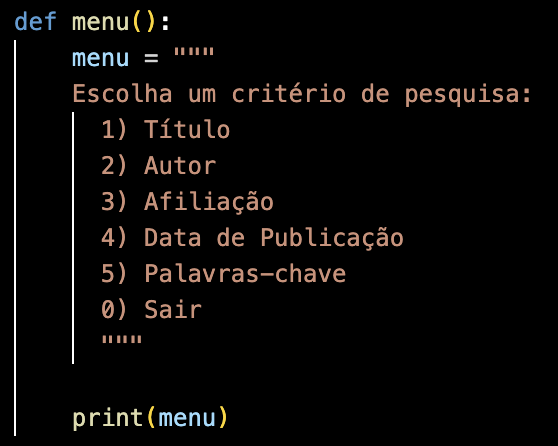 def menu():
    menu = """
    Escolha um critério de pesquisa:
      1) Título
      2) Autor
      3) Afiliação
      4) Data de Publicação
      5) Palavras-chave
      0) Sair
      """
    print(menu)